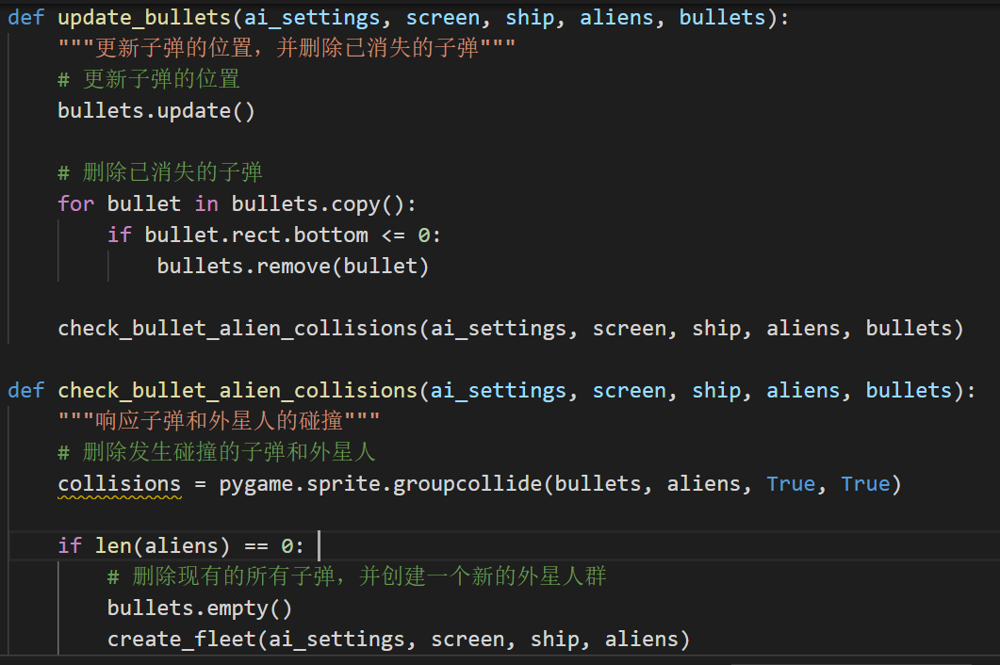 def update_bullets(ai_settings, screen, ship, aliens, bullets):
    """更新子弹的位置，并删除已消失的子弹"""
    # 更新子弹的位置
    bullets.update()
    # 删除已消失的子弹
    for bullet in bullets.copy():
        if bullet.rect.bottom <= 0:
            bullets.remove(bullet)
    check_bullet_alien_collisions(ai_settings, screen, ship, aliens, bullets)
def check_bullet_alien_collisions(ai_settings, screen, ship, aliens, bullets):
    """响应子弹和外星人的碰撞"""
    # 删除发生碰撞的子弹和外星人
    collisions = pygame.sprite.groupcollide(bullets, aliens, True, True)
    if len(aliens) == 0:
        # 删除现有的所有子弹，并创建一个新的外星人群
        bullets.empty()
        create_fleet(ai_settings, screen, ship, aliens)